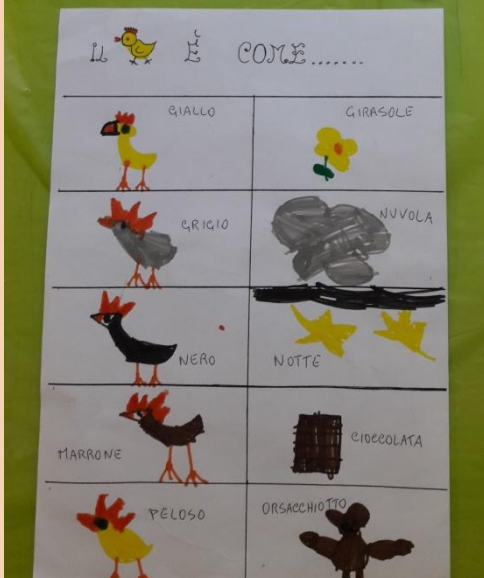 IL È COME.......
GIALLO GIRASOLE
GRIGIO NUVOLA
NERO NOTTE
MARRONE CIOCCOLATA
PELOSO ORSACCHIOTTO